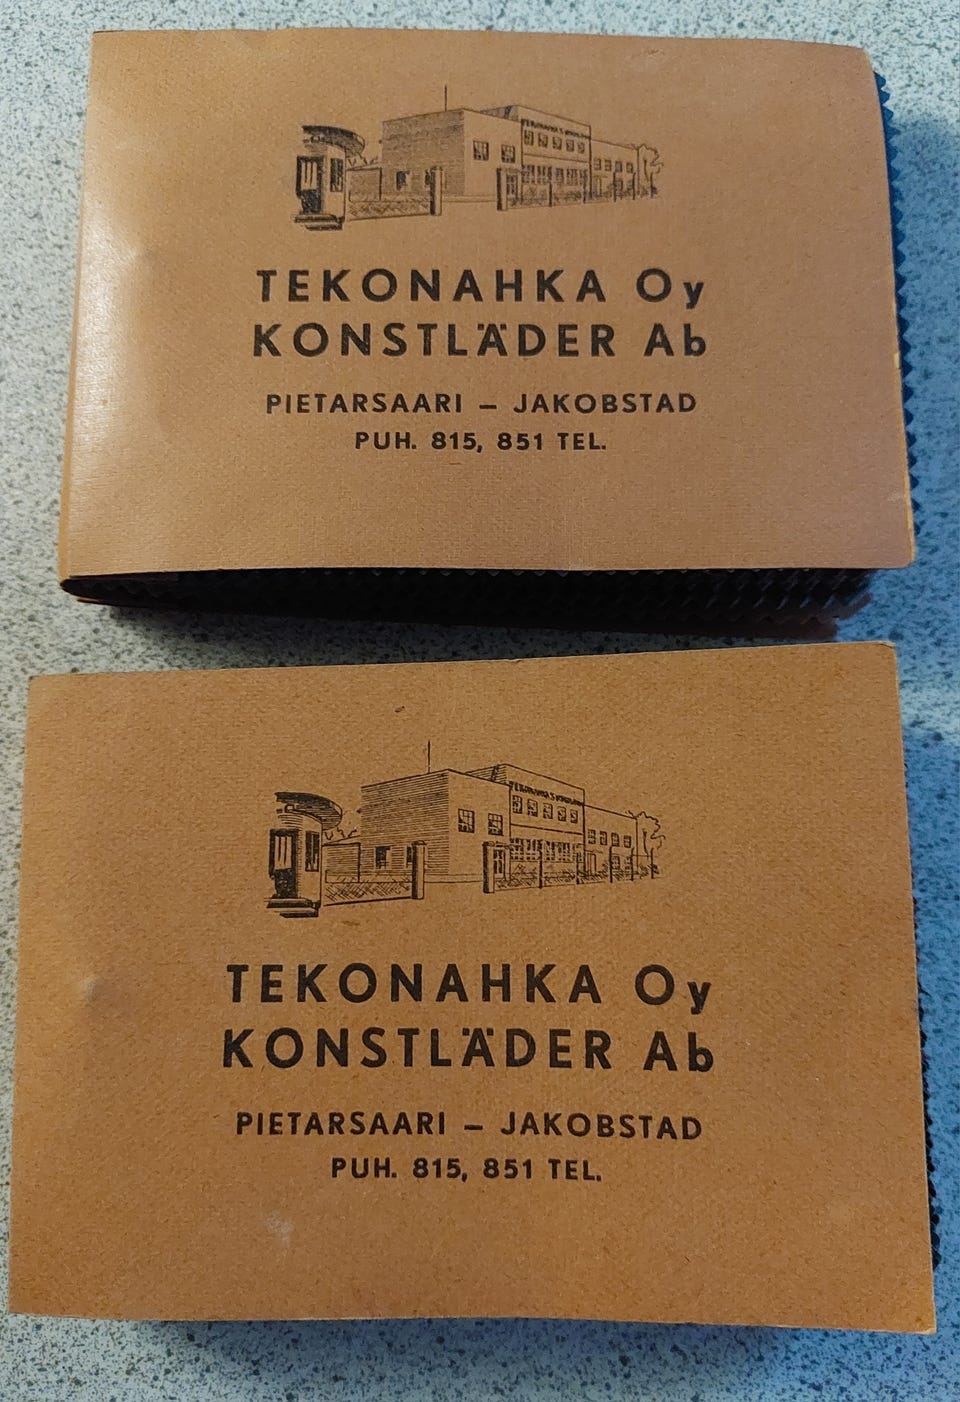 TEKONAHKA Oy
KONSTLÄDER Ab
PIETARSAARI – JAKOBSTAD
PUH. 815, 851 TEL.
TEKONAHKA Oy
KONSTLÄDER Ab
PIETARSAARI – JAKOBSTAD
PUH. 815, 851 TEL.